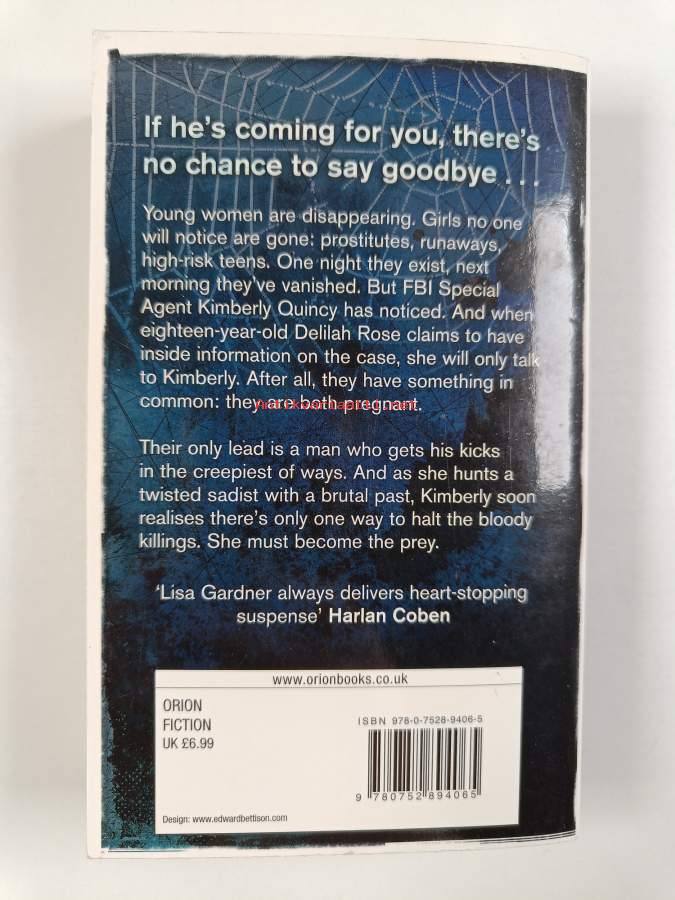 If he's coming for you, there's
no chance to say goodbye . . .
Young women are disappearing. Girls no one
will notice are gone: prostitutes, runaways,
high-risk teens. One night they exist, next
morning they've vanished. But FBI Special
Agent Kimberly Quincy has noticed. And when
eighteen-year-old Delilah Rose claims to have
inside information on the case, she will only talk
to Kimberly. After all, they have something in
common: they are both pregnant.
Their only lead is a man who gets his kicks
in the creepiest of ways. And as she hunts a
twisted sadist with a brutal past, Kimberly soon
realises there's only one way to halt the bloody
killings. She must become the prey.
'Lisa Gardner always delivers heart-stopping
suspense' Harlan Coben
www.orionbooks.co.uk
ORION
FICTION
UK £6.99
ISBN 978-0-7528-9406-5
9 780752 894065
Design: www.edwardbettison.com